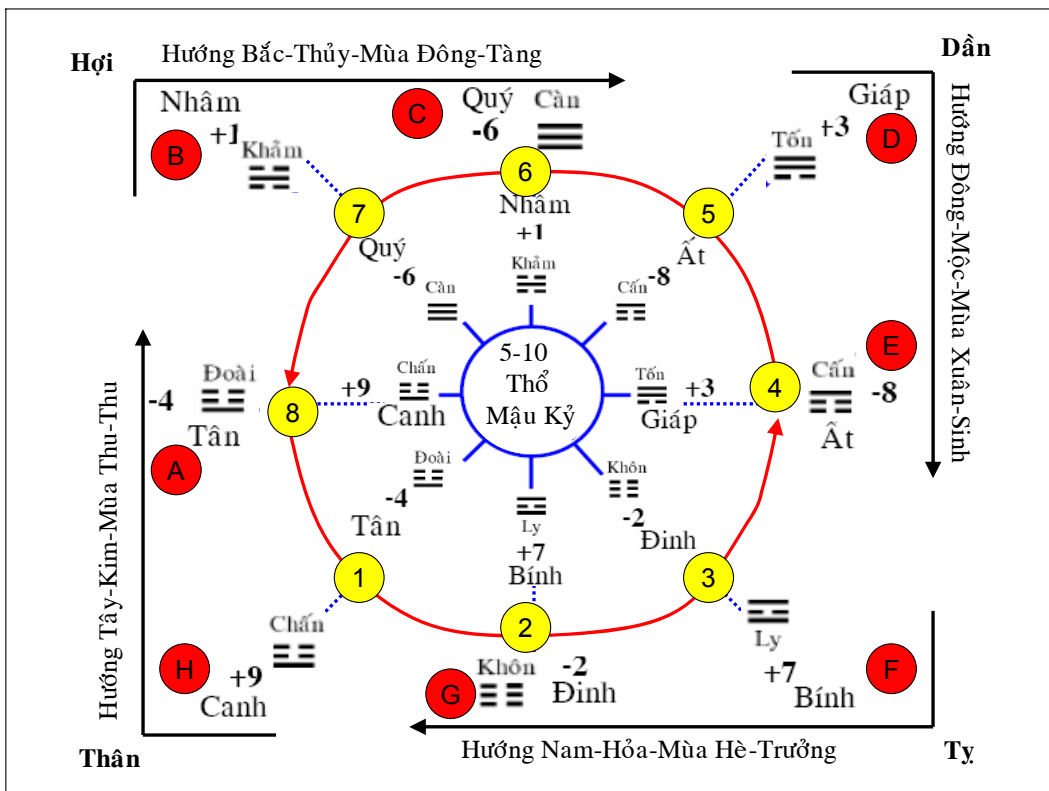 Hướng Bắc-Thủy-Mùa Đông-Tàng
Hợi
Dần
Nhâm
+1
Khảm
B
C
Quý
-6
Càn
Giáp
+3
Tốn
D
Hướng Đông-Mộc-Mùa Xuân-Sinh
7
6
5
Nhâm
+1
Khảm
Quý
-6
Càn
Ất
-8
Cấn
-4
Đoài
Tân
A
8
+9
Chấn
Canh
5-10
Thổ
Mậu Kỷ
Tốn
+3
Giáp
4
Cấn
-8
Ất
E
Hướng Tây-Kim-Mùa Thu-Thu
Đoài
-4
Tân
Ly
+7
Bính
Khôn
-2
Đinh
1
2
3
Chấn
H
+9
Canh
G
Khôn
-2
Đinh
Ly
+7
Bính
F
Thân
Hướng Nam-Hỏa-Mùa Hè-Trưởng
Tỵ